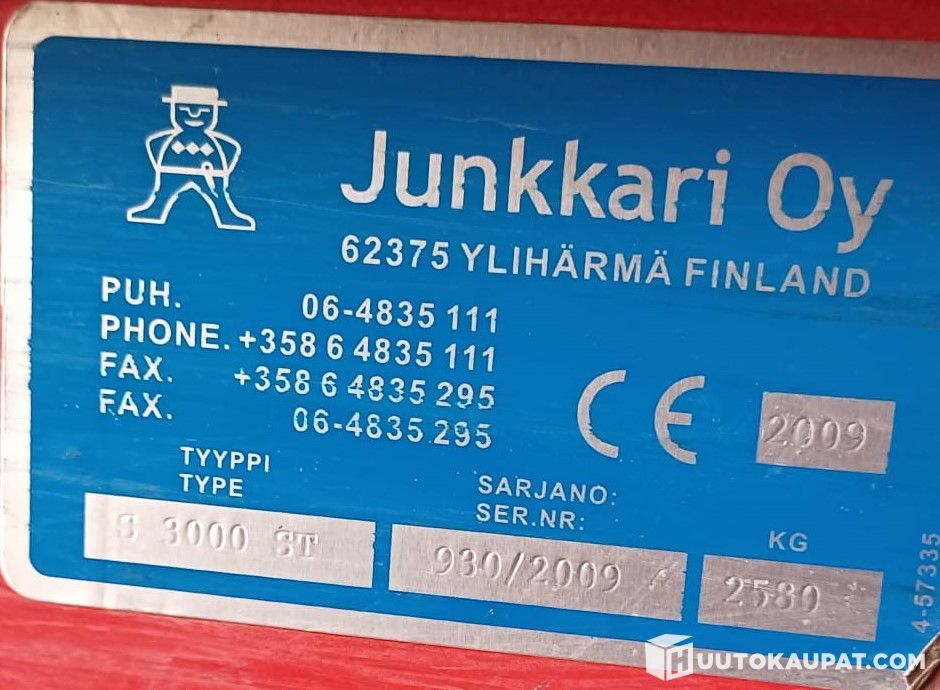 Junkkari Oy
62375 YLIHÄRMÄ FINLAND
PUH. 06-4835 111
PHONE. +358 6 4835 111
FAX. +358 6 4835 295
FAX. 06-4835 295
CE 2009
TYYPPI
TYPE
S 3000 ST
SARJANO:
SER.NR:
930/2009
KG
2580
4-57335
HUUTOKAUPAT.COM